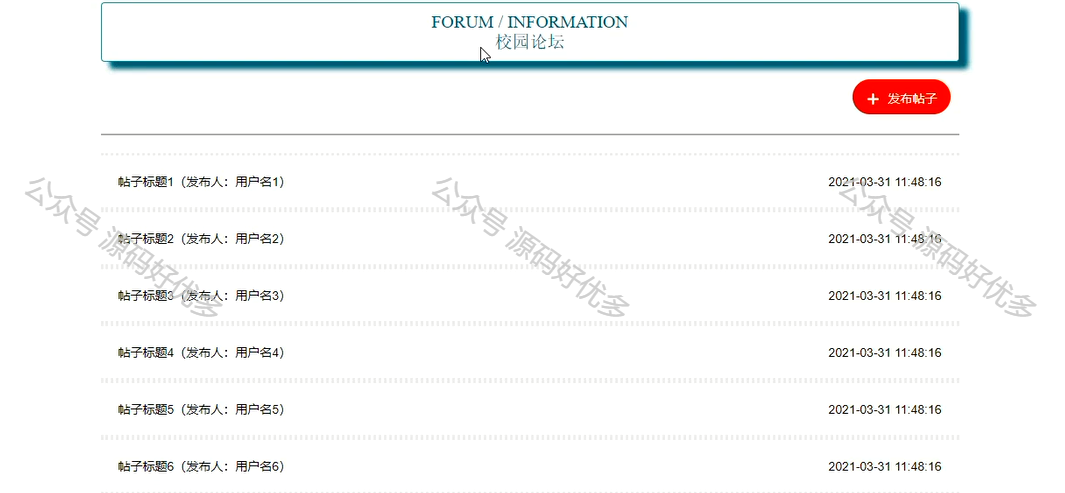 FORUM / INFORMATION
校园论坛
+ 发布帖子
帖子标题1（发布人：用户名1） 2021-03-31 11:48:16
帖子标题2（发布人：用户名2） 2021-03-31 11:48:16
帖子标题3（发布人：用户名3） 2021-03-31 11:48:16
帖子标题4（发布人：用户名4） 2021-03-31 11:48:16
帖子标题5（发布人：用户名5） 2021-03-31 11:48:16
帖子标题6（发布人：用户名6） 2021-03-31 11:48:16
公众号 源码好优多
公众号 源码好优多
公众号 源码好优多